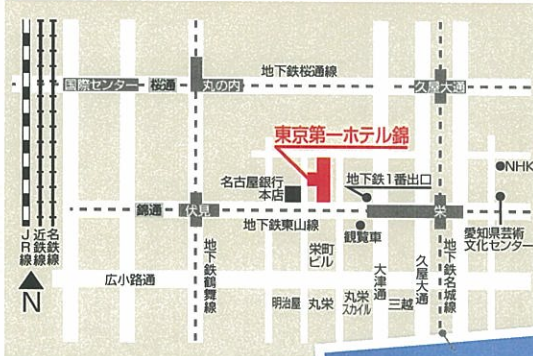 地下鉄桜通線
国際センター
桜通
丸の内
久屋大通
東京第一ホテル錦
NHK
名古屋銀行
本店
地下鉄1番出口
錦通
伏見
栄
地下鉄東山線
観覧車
愛知県芸術
文化センター
JR線
近鉄線
名鉄線
地下鉄鶴舞線
栄町
ビル
大津通
久屋大通
地下鉄名城線
広小路通
N
明治屋
丸栄
丸栄
スカイル
三越